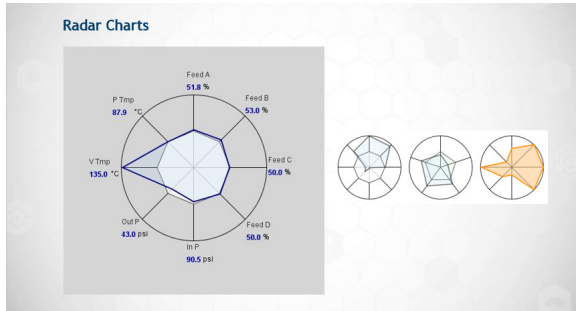 Radar Charts
Feed A
51.8 %
P Tmp
87.9 °C
Feed B
53.0 %
V Tmp
135.0 °C
Feed C
50.0 %
Out P
43.0 psi
Feed D
50.0 %
In P
90.5 psi